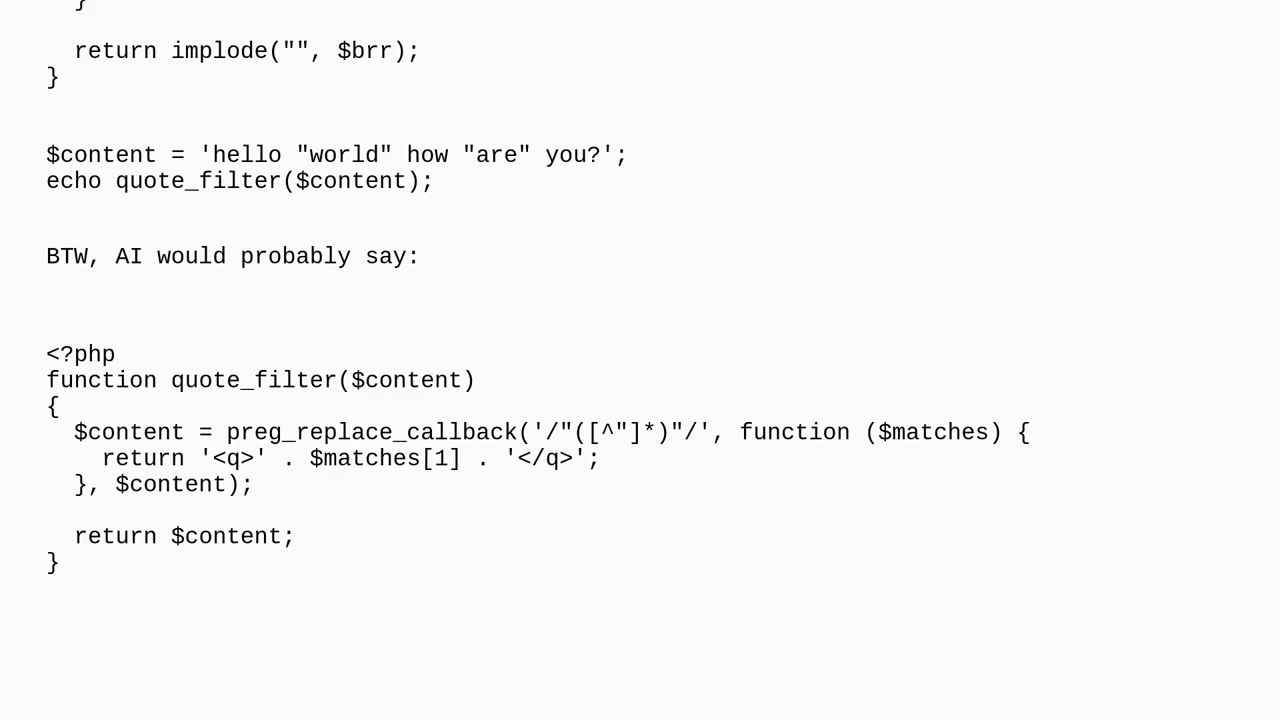 }
return implode("", $brr);
}
$content = 'hello "world" how "are" you?';
echo quote_filter($content);
BTW, AI would probably say:
<?php
function quote_filter($content)
{
$content = preg_replace_callback('/"([^"]*)"/', function ($matches) {
return '<q>' . $matches[1] . '</q>';
}, $content);
return $content;
}